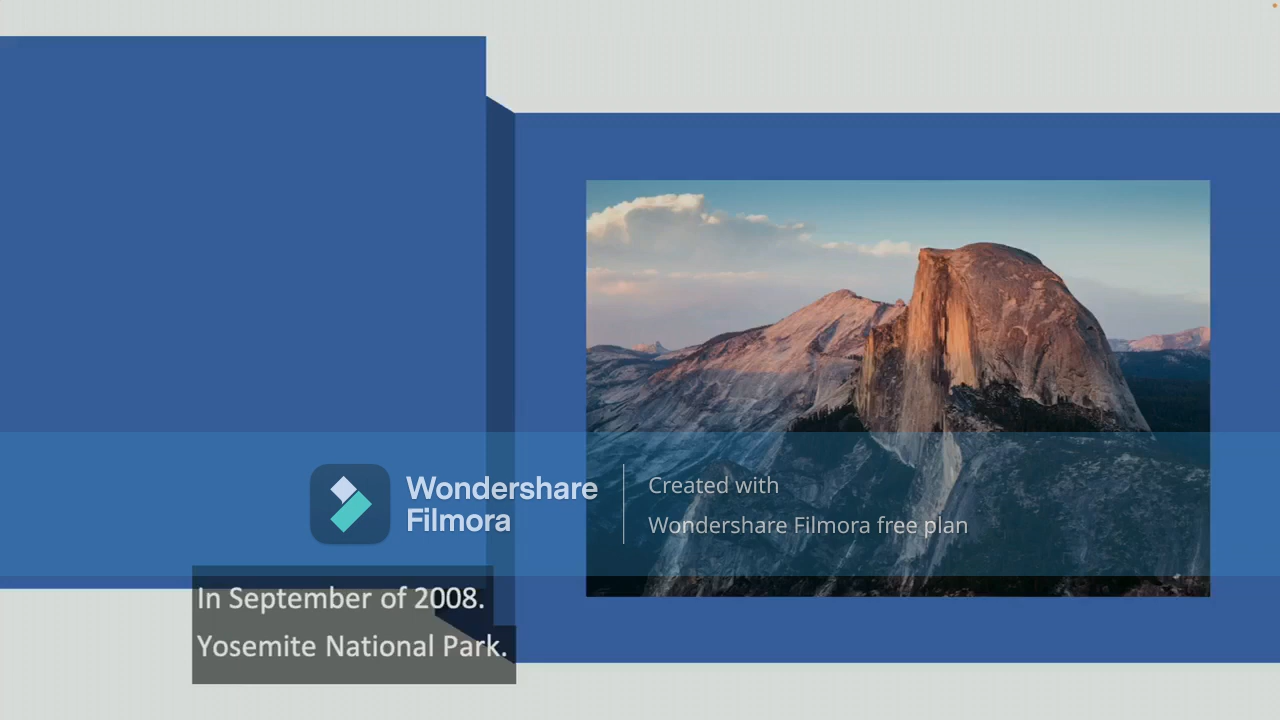 Wondershare
Filmora
Created with
Wondershare Filmora free plan
In September of 2008.
Yosemite National Park.